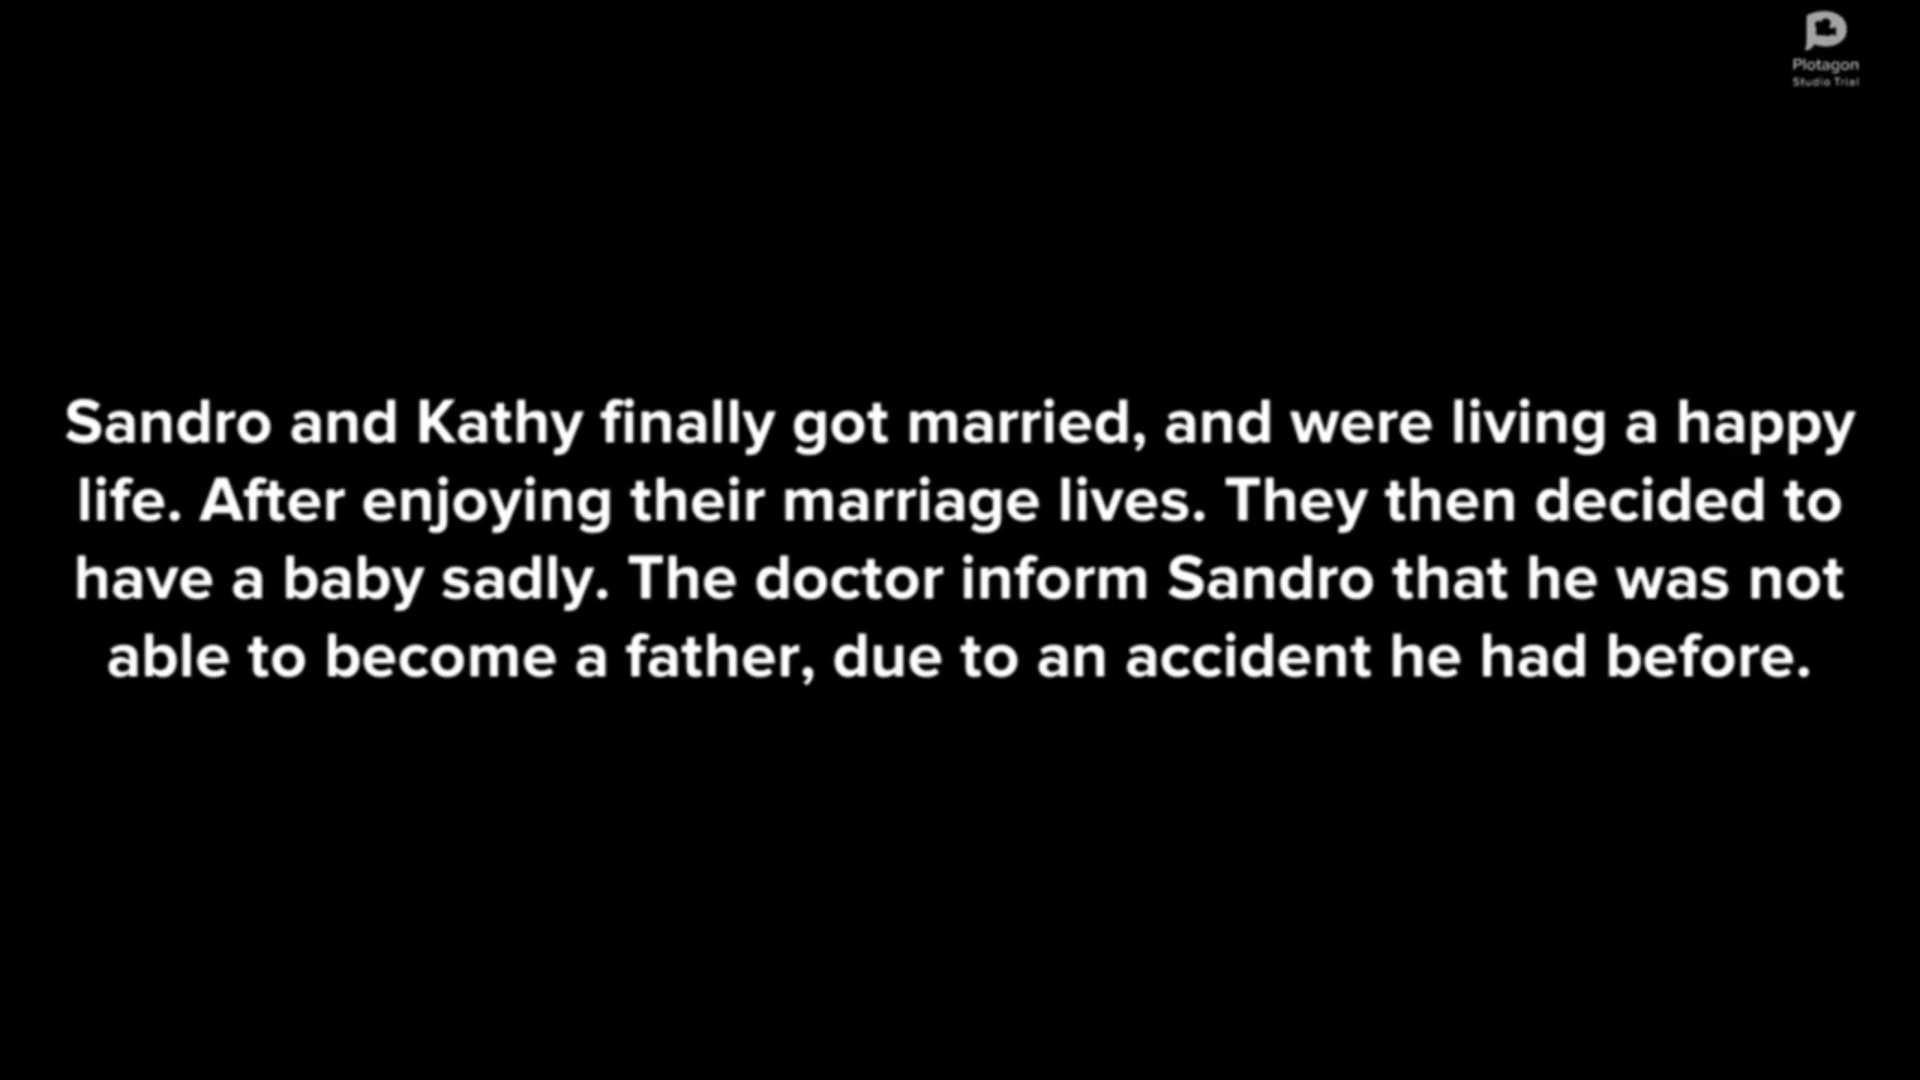 Plotagon
Studio Trial
Sandro and Kathy finally got married, and were living a happy
life. After enjoying their marriage lives. They then decided to
have a baby sadly. The doctor inform Sandro that he was not
able to become a father, due to an accident he had before.